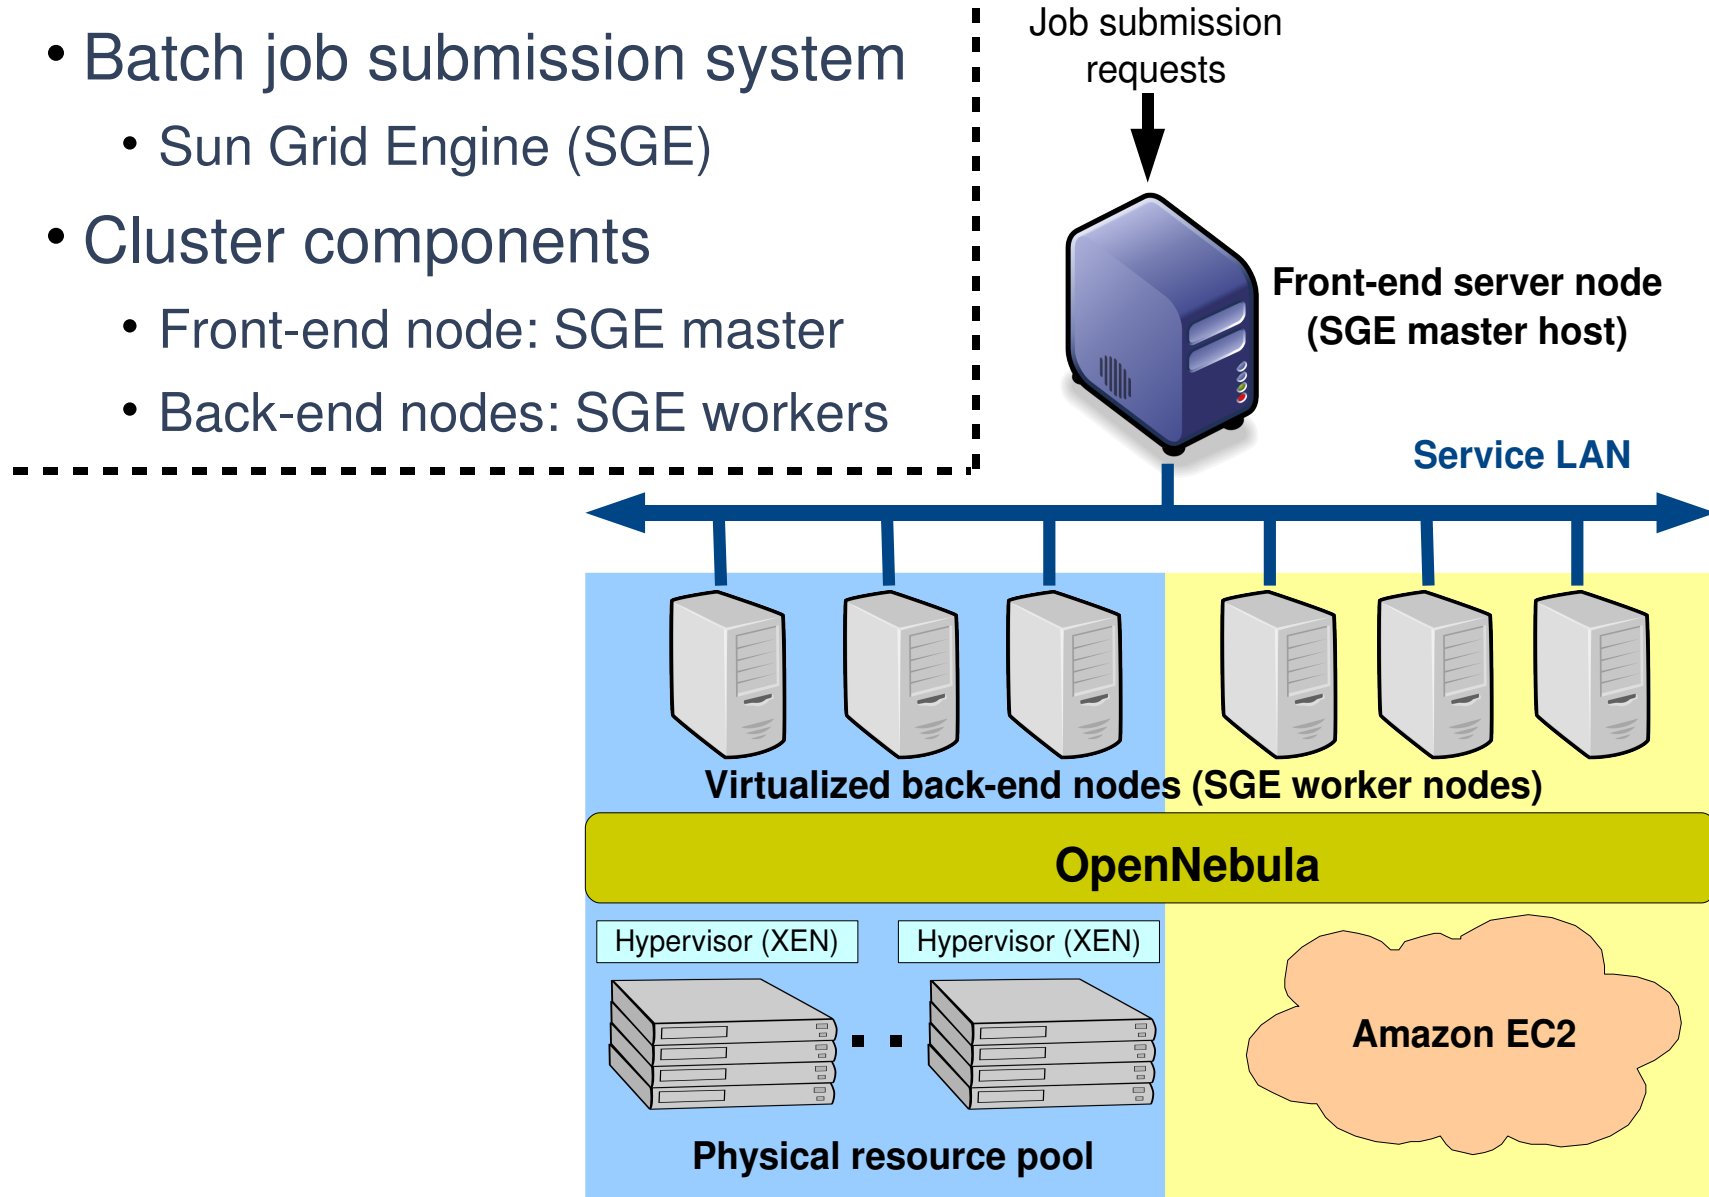 • Batch job submission system
• Sun Grid Engine (SGE)
• Cluster components
• Front-end node: SGE master
• Back-end nodes: SGE workers
Job submission
requests
Front-end server node
(SGE master host)
Service LAN
Virtualized back-end nodes (SGE worker nodes)
OpenNebula
Hypervisor (XEN)
Hypervisor (XEN)
Amazon EC2
Physical resource pool